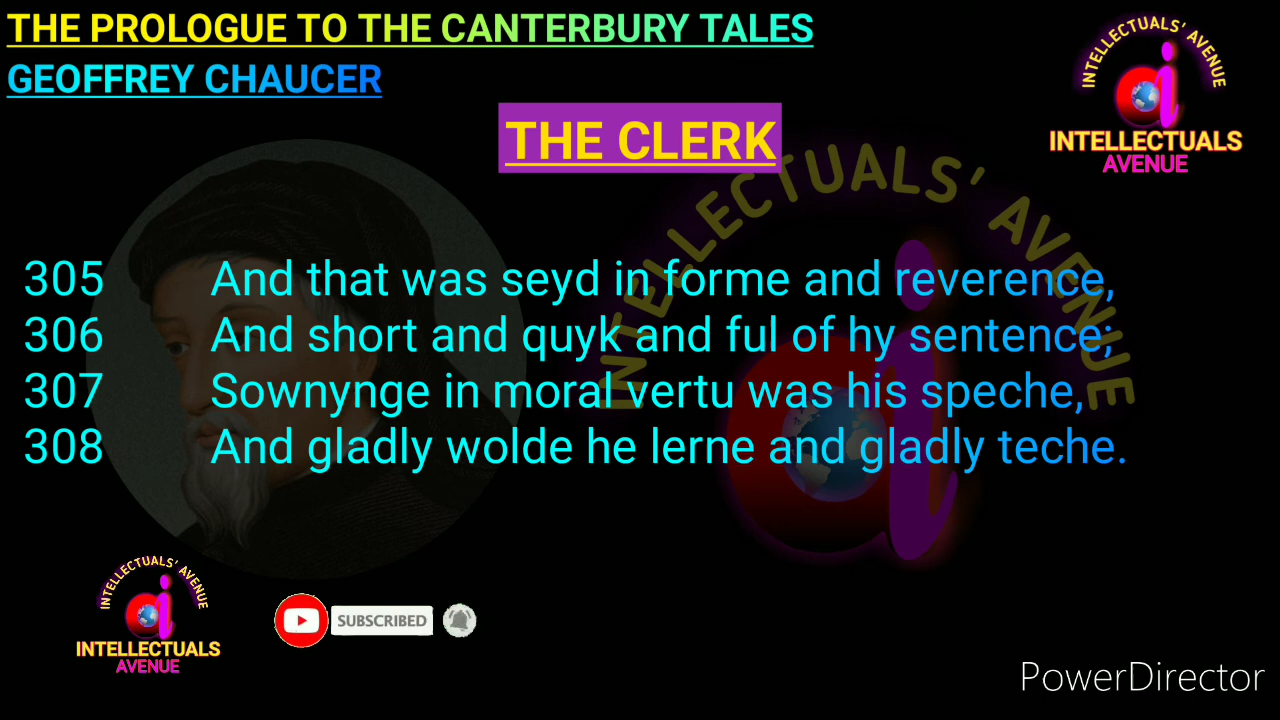 THE PROLOGUE TO THE CANTERBURY TALES
GEOFFREY CHAUCER
INTELLECTUALS' AVENUE
INTELLECTUALS
AVENUE
THE CLERK
INTELLECTUALS' AVENUE
305 And that was seyd in forme and reverence,
306 And short and quyk and ful of hy sentence;
307 Sownynge in moral vertu was his speche,
308 And gladly wolde he lerne and gladly teche.
INTELLECTUALS' AVENUE
INTELLECTUALS
AVENUE
SUBSCRIBED
PowerDirector